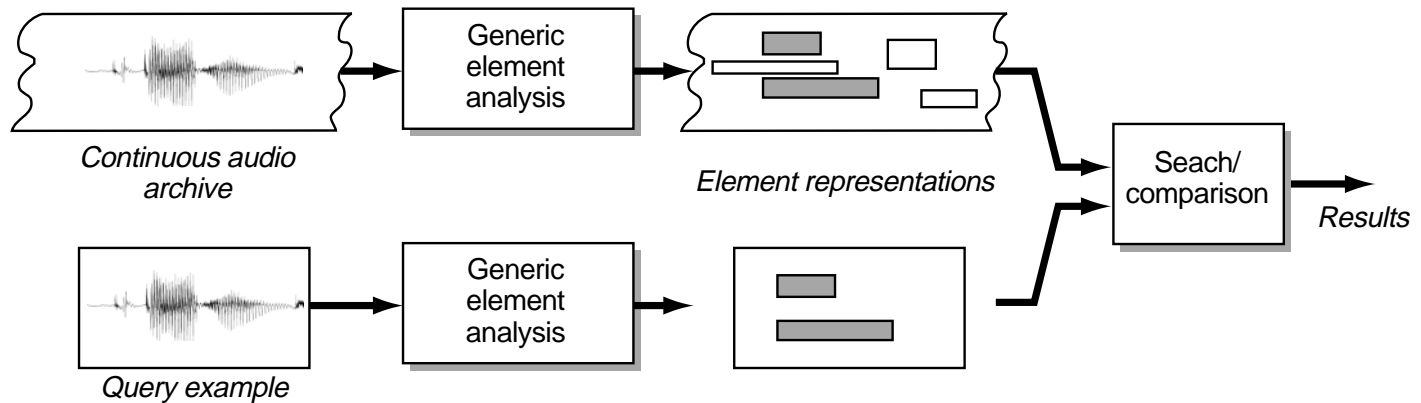 Generic
element
analysis
Continuous audio
archive
Element representations
Seach/
comparison
Results
Generic
element
analysis
Query example